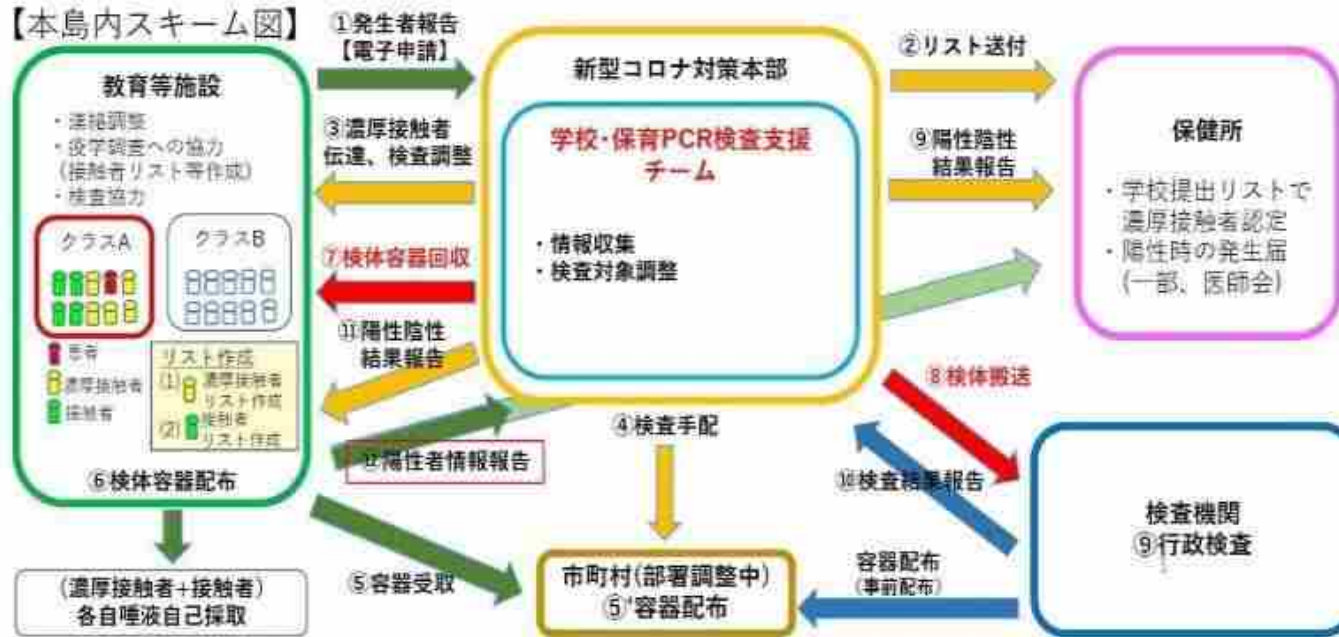 【本島内スキーム図】
教育等施設
・連絡調整
・疫学調査への協力
(接触者リスト等作成)
・検査協力
クラスA
クラスB
患者
濃厚接触者
接触者
リスト作成
(1) 濃厚接触者
リスト作成
(2) 接触者
リスト作成
⑥検体容器配布
(濃厚接触者+接触者)
各自唾液自己採取
①発生者報告
【電子申請】
③濃厚接触者
伝達、検査調整
⑦検体容器回収
⑪陽性陰性
結果報告
⑫陽性者情報報告
⑤容器受取
新型コロナ対策本部
学校・保育PCR検査支援
チーム
・情報収集
・検査対象調整
④検査手配
市町村(部署調整中)
⑤'容器配布
②リスト送付
⑨陽性陰性
結果報告
保健所
・学校提出リストで
濃厚接触者認定
・陽性時の発生届
(一部、医師会)
⑧検体搬送
⑩検査結果報告
容器配布
(事前配布)
検査機関
⑨行政検査